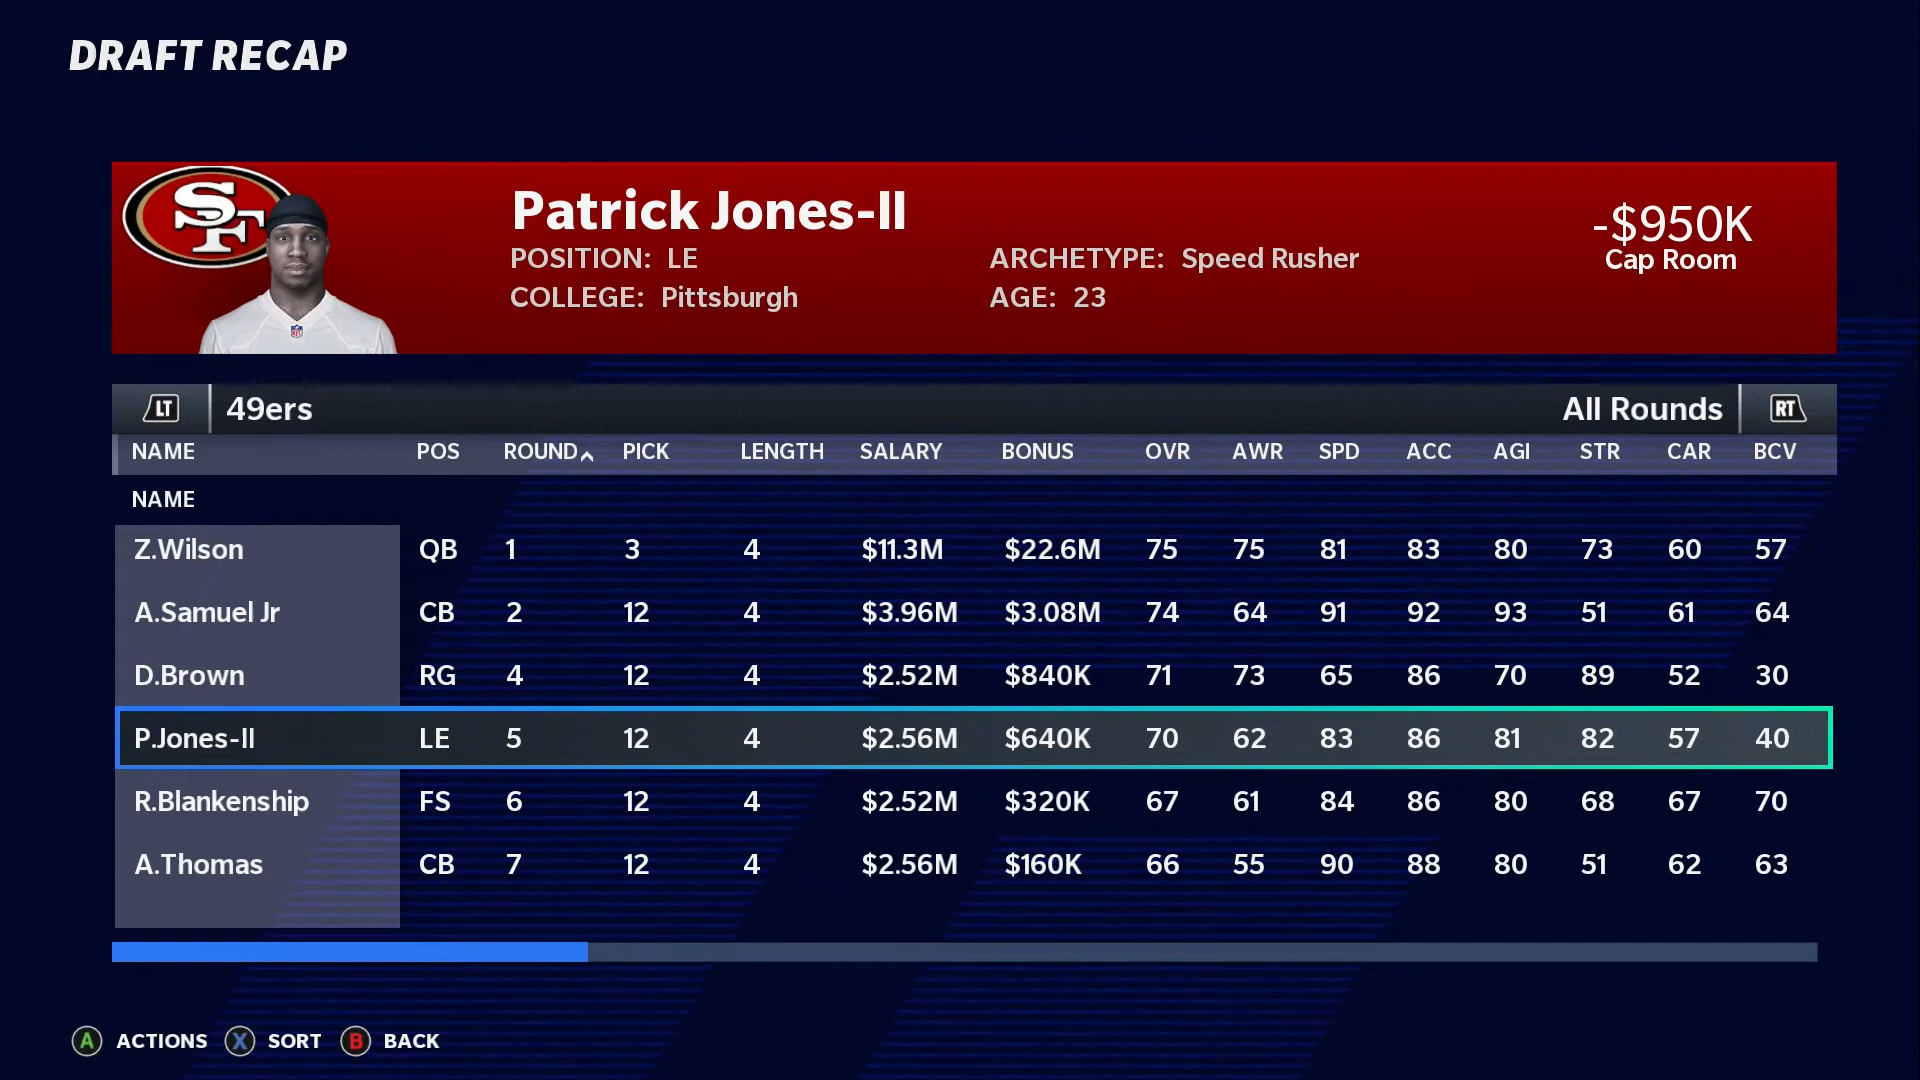 DRAFT RECAP
SF
Patrick Jones-II
POSITION: LE ARCHETYPE: Speed Rusher
COLLEGE: Pittsburgh AGE: 23
-$950K
Cap Room
LT 49ers All Rounds RT
NAME POS ROUND PICK LENGTH SALARY BONUS OVR AWR SPD ACC AGI STR CAR BCV
NAME
Z.Wilson QB 1 3 4 $11.3M $22.6M 75 75 81 83 80 73 60 57
A.Samuel Jr CB 2 12 4 $3.96M $3.08M 74 64 91 92 93 51 61 64
D.Brown RG 4 12 4 $2.52M $840K 71 73 65 86 70 89 52 30
P.Jones-II LE 5 12 4 $2.56M $640K 70 62 83 86 81 82 57 40
R.Blankenship FS 6 12 4 $2.52M $320K 67 61 84 86 80 68 67 70
A.Thomas CB 7 12 4 $2.56M $160K 66 55 90 88 80 51 62 63
A ACTIONS X SORT B BACK